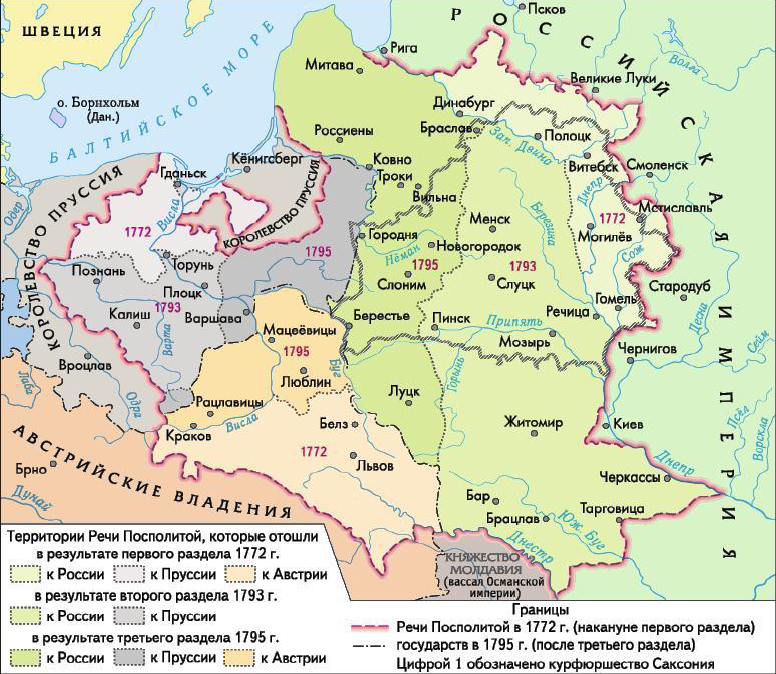 ШВЕЦИЯ
Псков
РОССИЙСКАЯ ИМПЕРИЯ
Рига
Митава
Волга
Великие Луки
о. Борнхольм
(Дан.)
БАЛТИЙСКОЕ МОРЕ
Динабург
Браслав
Полоцк
Зап. Двина
Россиены
Витебск
Смоленск
Кёнигсберг
Ковно
Гданьск
Троки
Вильна
Днепр
Мстиславль
Одер
КОРОЛЕВСТВО ПРУССИЯ
КОРОЛЕВСТВО ПРУССИЯ
Висла
1772
Менск
Березина
1772
Городня
Могилёв
Новогородок
Неман
1795
1795
1793
Сож
Торунь
Познань
Плоцк
Слоним
Слуцк
Стародуб
1793
Гомель
Калиш
Варшава
Берестье
Пинск
Речица
Десна
Припять
Сейм
Варта
Мацеёвицы
Мозырь
Чернигов
Вроцлав
1795
Буг
Горынь
Лаба
Люблин
Луцк
Одра
Рацлавицы
Псёл
Ворскла
Краков
Висла
Белз
Житомир
Киев
АВСТРИЙСКИЕ ВЛАДЕНИЯ
1772
Львов
Брно
Днепр
Черкассы
Дунай
Бар
Брацлав
Юж. Буг
Тарговица
Днестр
КНЯЖЕСТВО
МОЛДАВИЯ
(вассал Османской
империи)
Территории Речи Посполитой, которые отошли
в результате первого раздела 1772 г.
к России к Пруссии к Австрии
в результате второго раздела 1793 г.
к России к Пруссии
в результате третьего раздела 1795 г.
к России к Пруссии к Австрии
Границы
Речи Посполитой в 1772 г. (накануне первого раздела)
государств в 1795 г. (после третьего раздела)
Цифрой 1 обозначено курфюршество Саксония